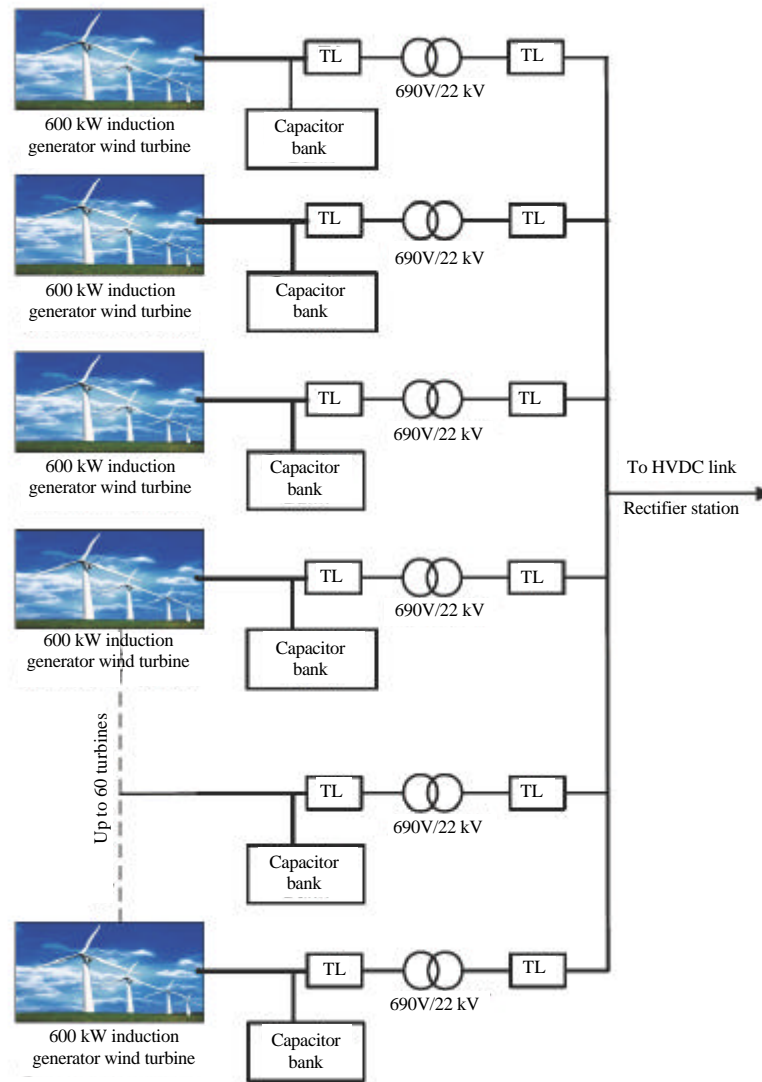 TL
TL
690V/22 kV
Capacitor
bank
600 kW induction
generator wind turbine
TL
TL
690V/22 kV
Capacitor
bank
600 kW induction
generator wind turbine
TL
TL
690V/22 kV
Capacitor
bank
600 kW induction
generator wind turbine
To HVDC link
Rectifier station
TL
TL
690V/22 kV
Capacitor
bank
600 kW induction
generator wind turbine
Up to 60 turbines
TL
TL
690V/22 kV
Capacitor
bank
TL
TL
690V/22 kV
Capacitor
bank
600 kW induction
generator wind turbine